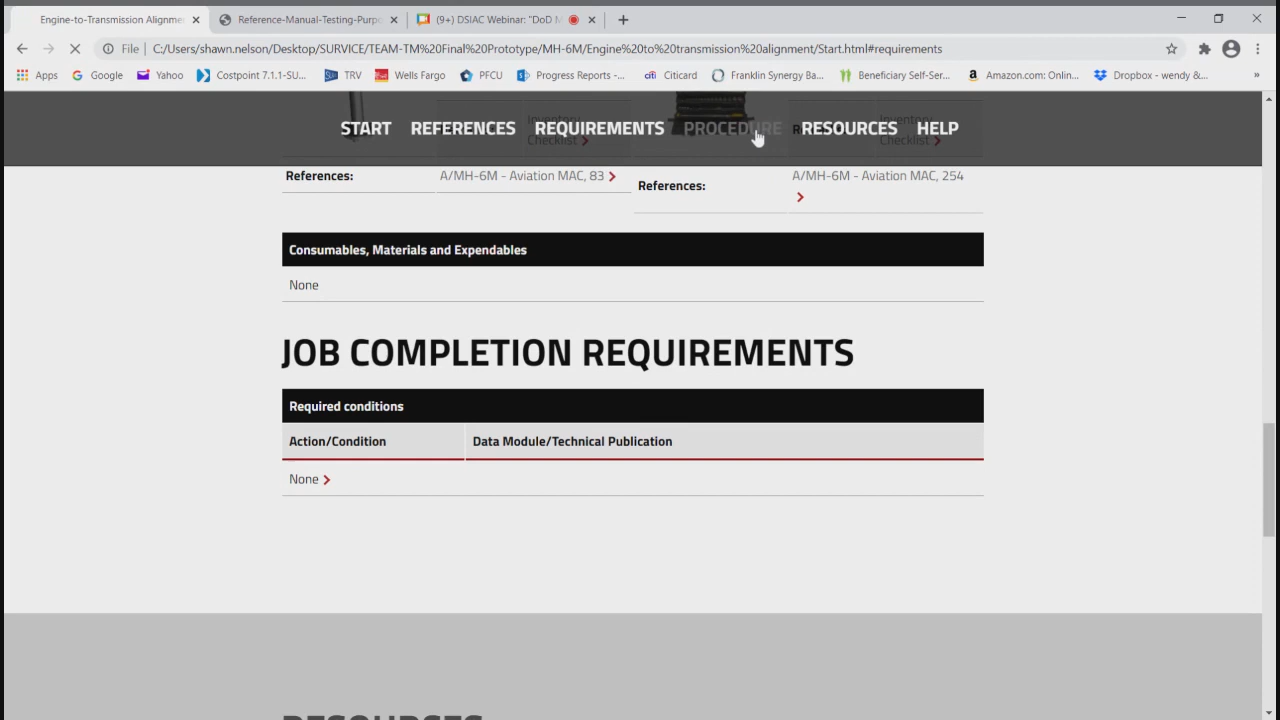 Engine-to-Transmission Alignme
Reference-Manual-Testing-Purpo
(9+) DSIAC Webinar: "DoD M
File
C:/Users/shawn.nelson/Desktop/SURVICE/TEAM-TM%20Final%20Prototype/MH-6M/Engine%20to%20transmission%20alignment/Start.html#requirements
Apps
Google
Yahoo
Costpoint 7.1.1-SU...
TRV
Wells Fargo
PFCU
Progress Reports -...
citi Citicard
Franklin Synergy Ba...
Beneficiary Self-Ser...
Amazon.com: Onlin...
Dropbox - wendy &...
START REFERENCES REQUIREMENTS PROCEDURE RESOURCES HELP
Inventory
Checklist
Checklist
References:
A/MH-6M - Aviation MAC, 83
References:
A/MH-6M - Aviation MAC, 254
Consumables, Materials and Expendables
None
JOB COMPLETION REQUIREMENTS
Required conditions
Action/Condition
Data Module/Technical Publication
None
RESOURCES